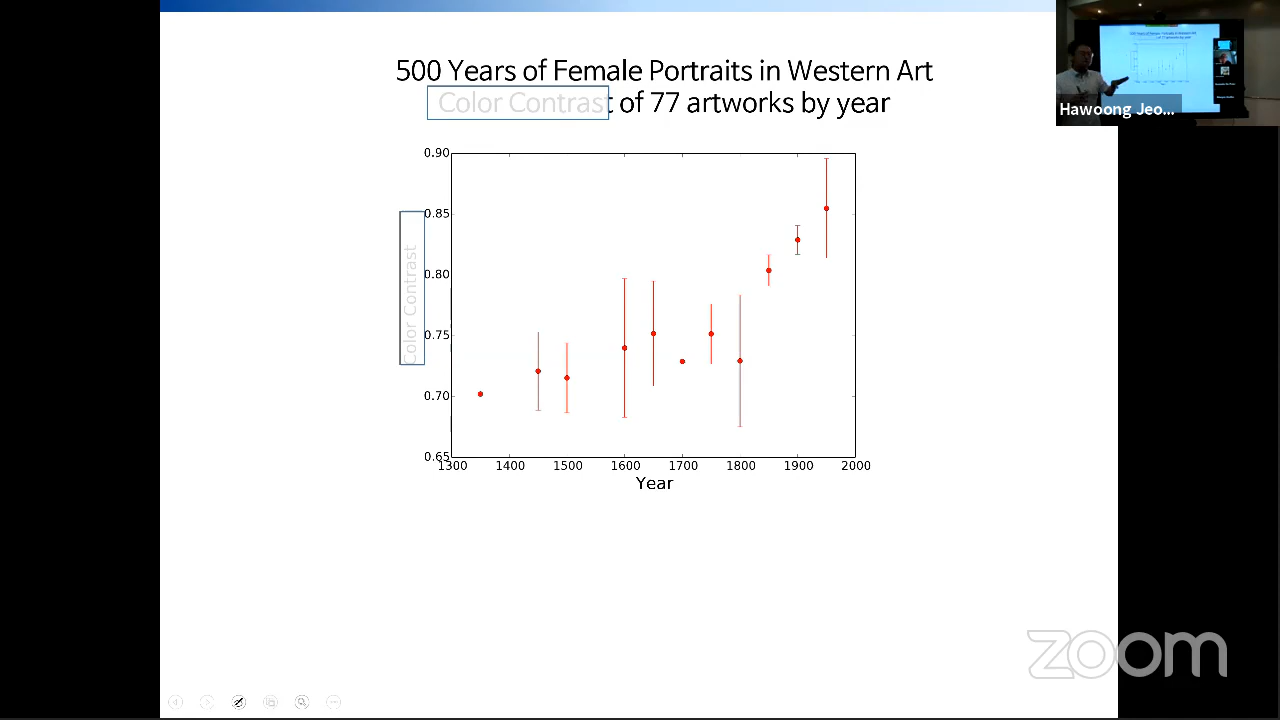 500 Years of Female Portraits in Western Art
Color Contrast of 77 artworks by year
Hawoong Jeo...
0.90
0.85
0.80
0.75
0.70
0.65
Color Contrast
1300 1400 1500 1600 1700 1800 1900 2000
Year
zoom